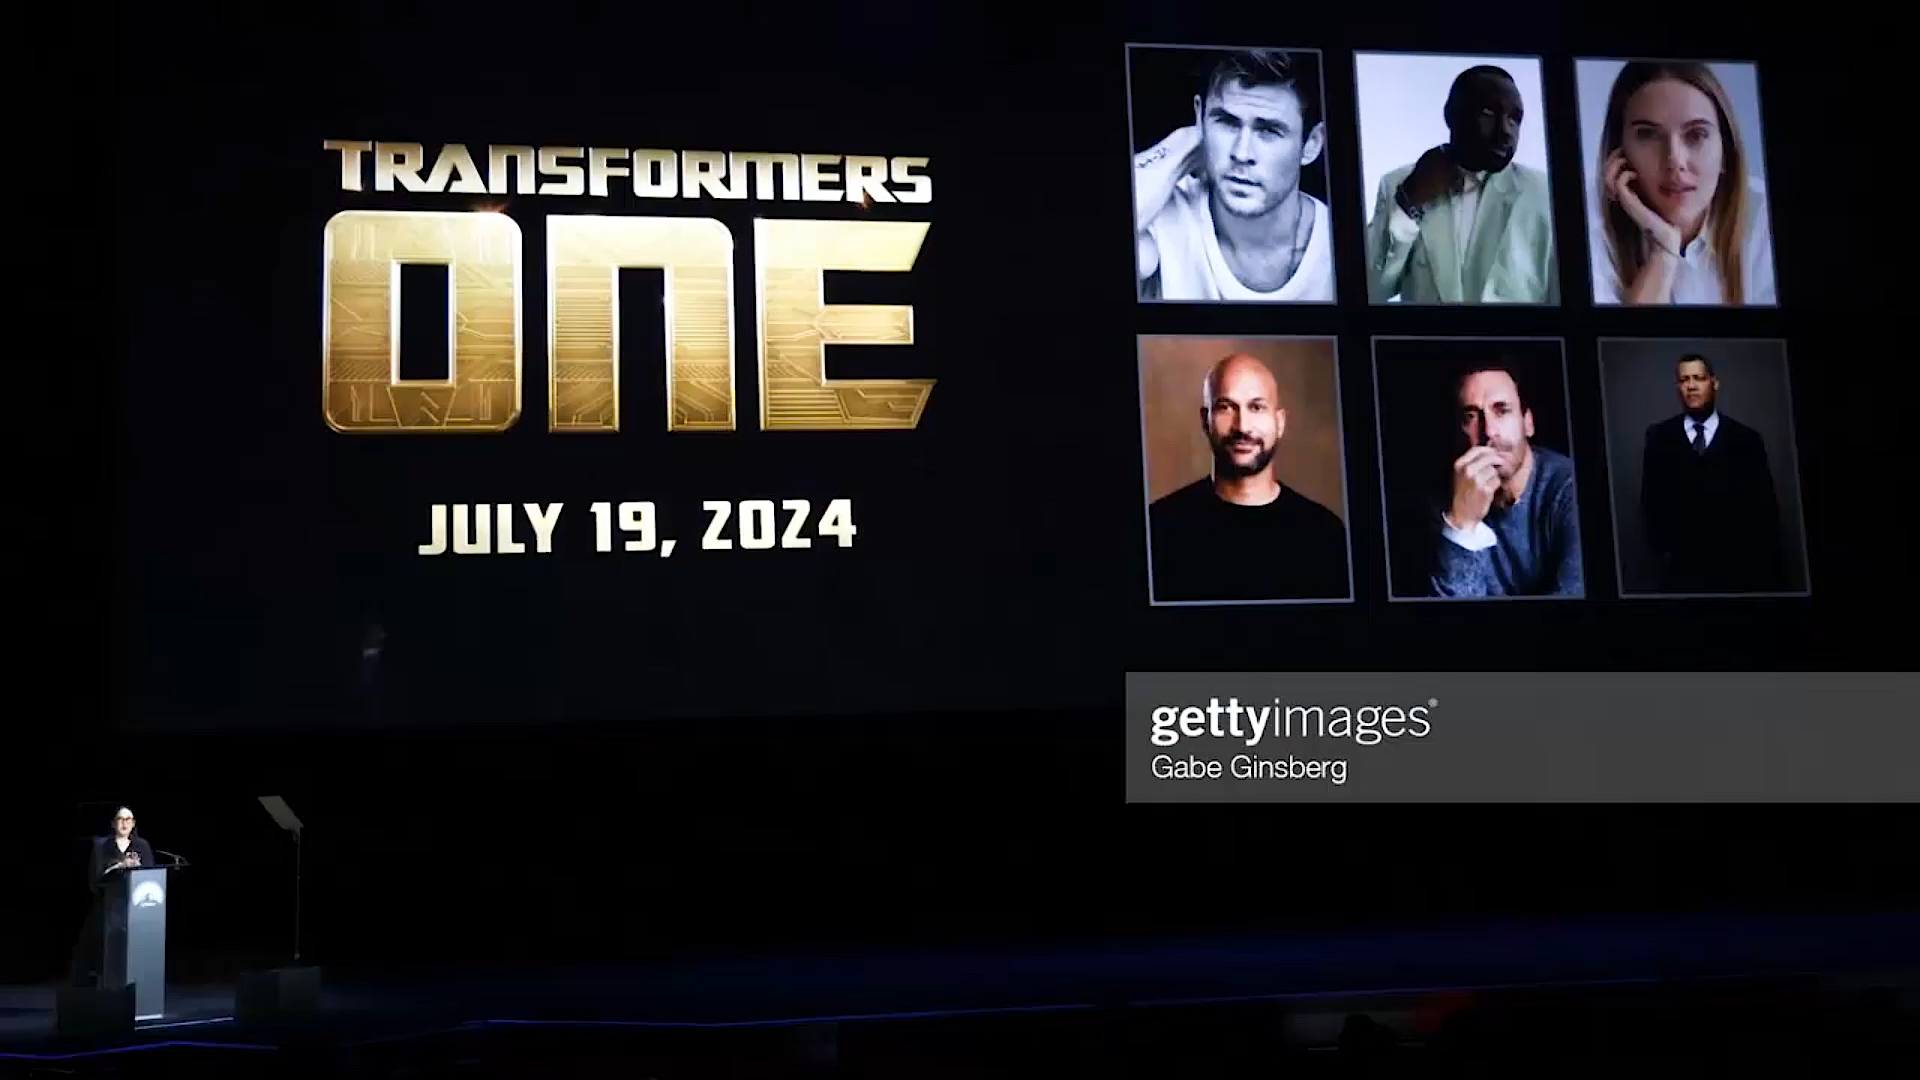 TRANSFORMERS
ONE
JULY 19, 2024
gettyimages®
Gabe Ginsberg